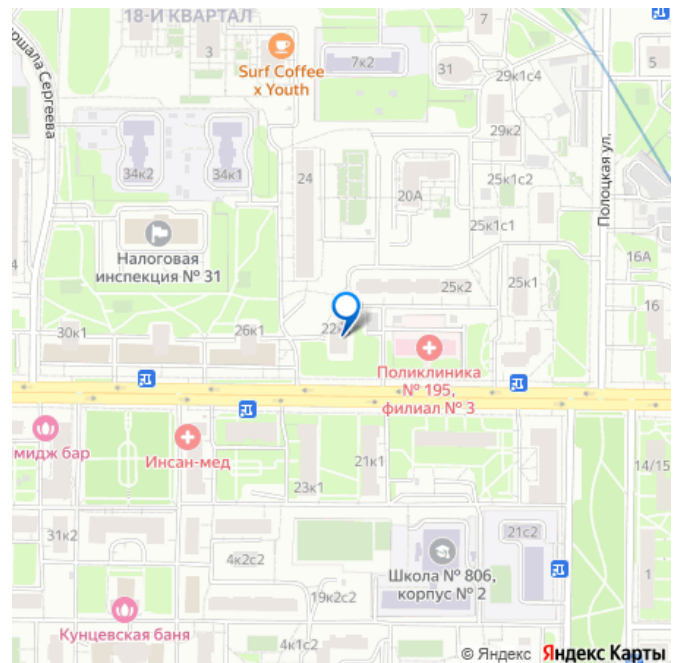 18-Й КВАРТАЛ
7
5
3
Surf Coffee
x Youth
7к2
31
29к1с4
29к2
34к2
34к1
24
20А
25к1с2
25к1с1
Полоцкая ул.
Налоговая
инспекция № 31
16А
25к2
25к1
16
30к1
26к1
Поликлиника
№ 195,
филиал № 3
мидж бар
Инсан-мед
21к1
23к1
14/15
31к2
21с2
4к2с2
Школа № 806,
корпус № 2
19к2с2
1
Кунцевская баня
4к1с2
© Яндекс Яндекс Карты